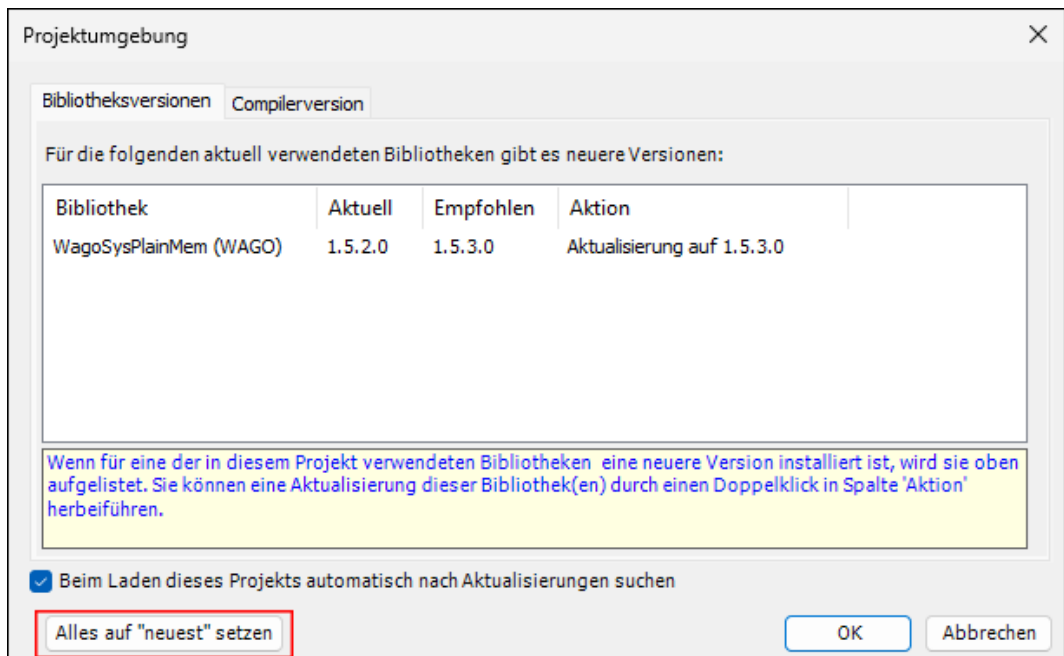 Projektumgebung
Bibliotheksversionen Compilerversion
Für die folgenden aktuell verwendeten Bibliotheken gibt es neuere Versionen:
Bibliothek Aktuell Empfohlen Aktion
WagoSysPlainMem (WAGO) 1.5.2.0 1.5.3.0 Aktualisierung auf 1.5.3.0
Wenn für eine der in diesem Projekt verwendeten Bibliotheken eine neuere Version installiert ist, wird sie oben
aufgelistet. Sie können eine Aktualisierung dieser Bibliothek(en) durch einen Doppelklick in Spalte 'Aktion'
herbeiführen.
Beim Laden dieses Projekts automatisch nach Aktualisierungen suchen
Alles auf "neuest" setzen OK Abbrechen